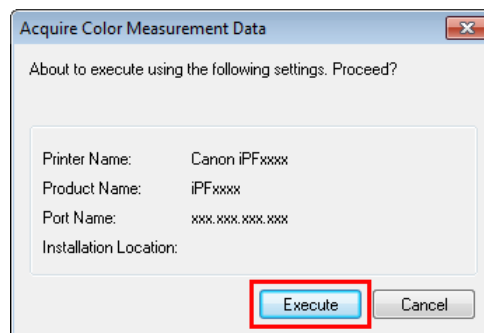 Acquire Color Measurement Data
About to execute using the following settings. Proceed?
Printer Name: Canon iPFxxxx
Product Name: iPFxxxx
Port Name: xxx.xxx.xxx.xxx
Installation Location:
Execute Cancel